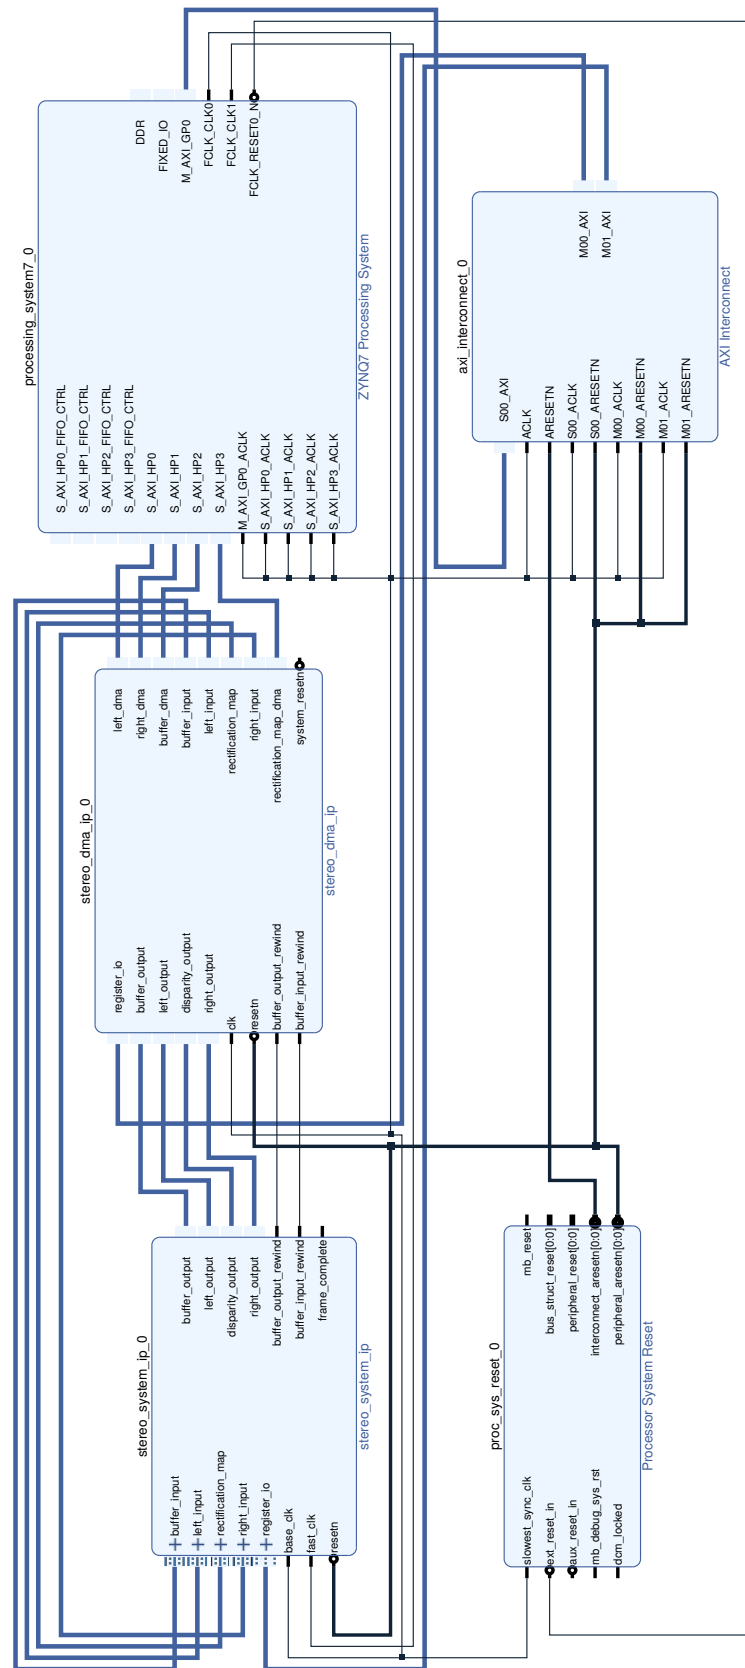 processing_system7_0
DDR
FIXED_IO
M_AXI_GP0
FCLK_CLK0
FCLK_CLK1
FCLK_RESET0_N
S_AXI_HP0_FIFO_CTRL
S_AXI_HP1_FIFO_CTRL
S_AXI_HP2_FIFO_CTRL
S_AXI_HP3_FIFO_CTRL
S_AXI_HP0
S_AXI_HP1
S_AXI_HP2
S_AXI_HP3
M_AXI_GP0_ACLK
S_AXI_HP0_ACLK
S_AXI_HP1_ACLK
S_AXI_HP2_ACLK
S_AXI_HP3_ACLK
ZYNQ7 Processing System
axi_interconnect_0
M00_AXI
M01_AXI
S00_AXI
ACLK
ARESETN
S00_ACLK
S00_ARESETN
M00_ACLK
M00_ARESETN
M01_ACLK
M01_ARESETN
AXI Interconnect
stereo_dma_ip_0
left_dma
right_dma
buffer_dma
buffer_input
left_input
rectification_map
right_input
rectification_map_dma
system_resetn
register_io
buffer_output
left_output
disparity_output
right_output
clk
resetn
buffer_output_rewind
buffer_input_rewind
stereo_dma_ip
stereo_system_ip_0
buffer_output
left_output
disparity_output
right_output
buffer_output_rewind
buffer_input_rewind
frame_complete
buffer_input
left_input
rectification_map
right_input
register_io
base_clk
fast_clk
resetn
stereo_system_ip
proc_sys_reset_0
mb_reset
bus_struct_reset[0:0]
peripheral_reset[0:0]
interconnect_aresetn[0:0]
peripheral_aresetn[0:0]
slowest_sync_clk
ext_reset_in
aux_reset_in
mb_debug_sys_rst
dcm_locked
Processor System Reset